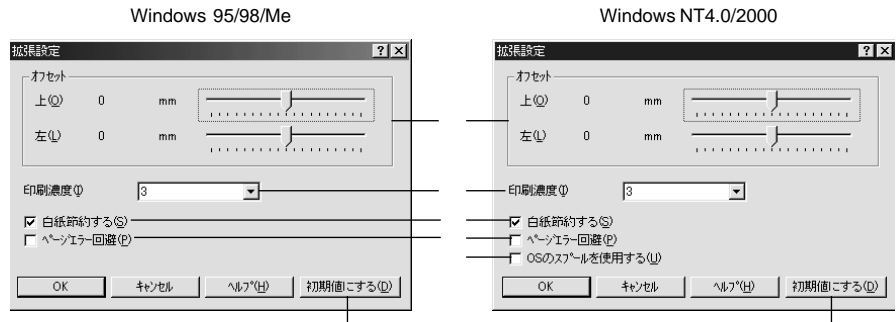 Windows 95/98/Me
拡張設定
オフセット
上(O) 0 mm
左(L) 0 mm
印刷濃度(I) 3
白紙節約する(S)
ページエラー回避(P)
OK キャンセル ヘルプ(H) 初期値にする(D)
Windows NT4.0/2000
拡張設定
オフセット
上(O) 0 mm
左(L) 0 mm
印刷濃度(I) 3
白紙節約する(S)
ページエラー回避(P)
OSのスプールを使用する(U)
OK キャンセル ヘルプ(H) 初期値にする(D)